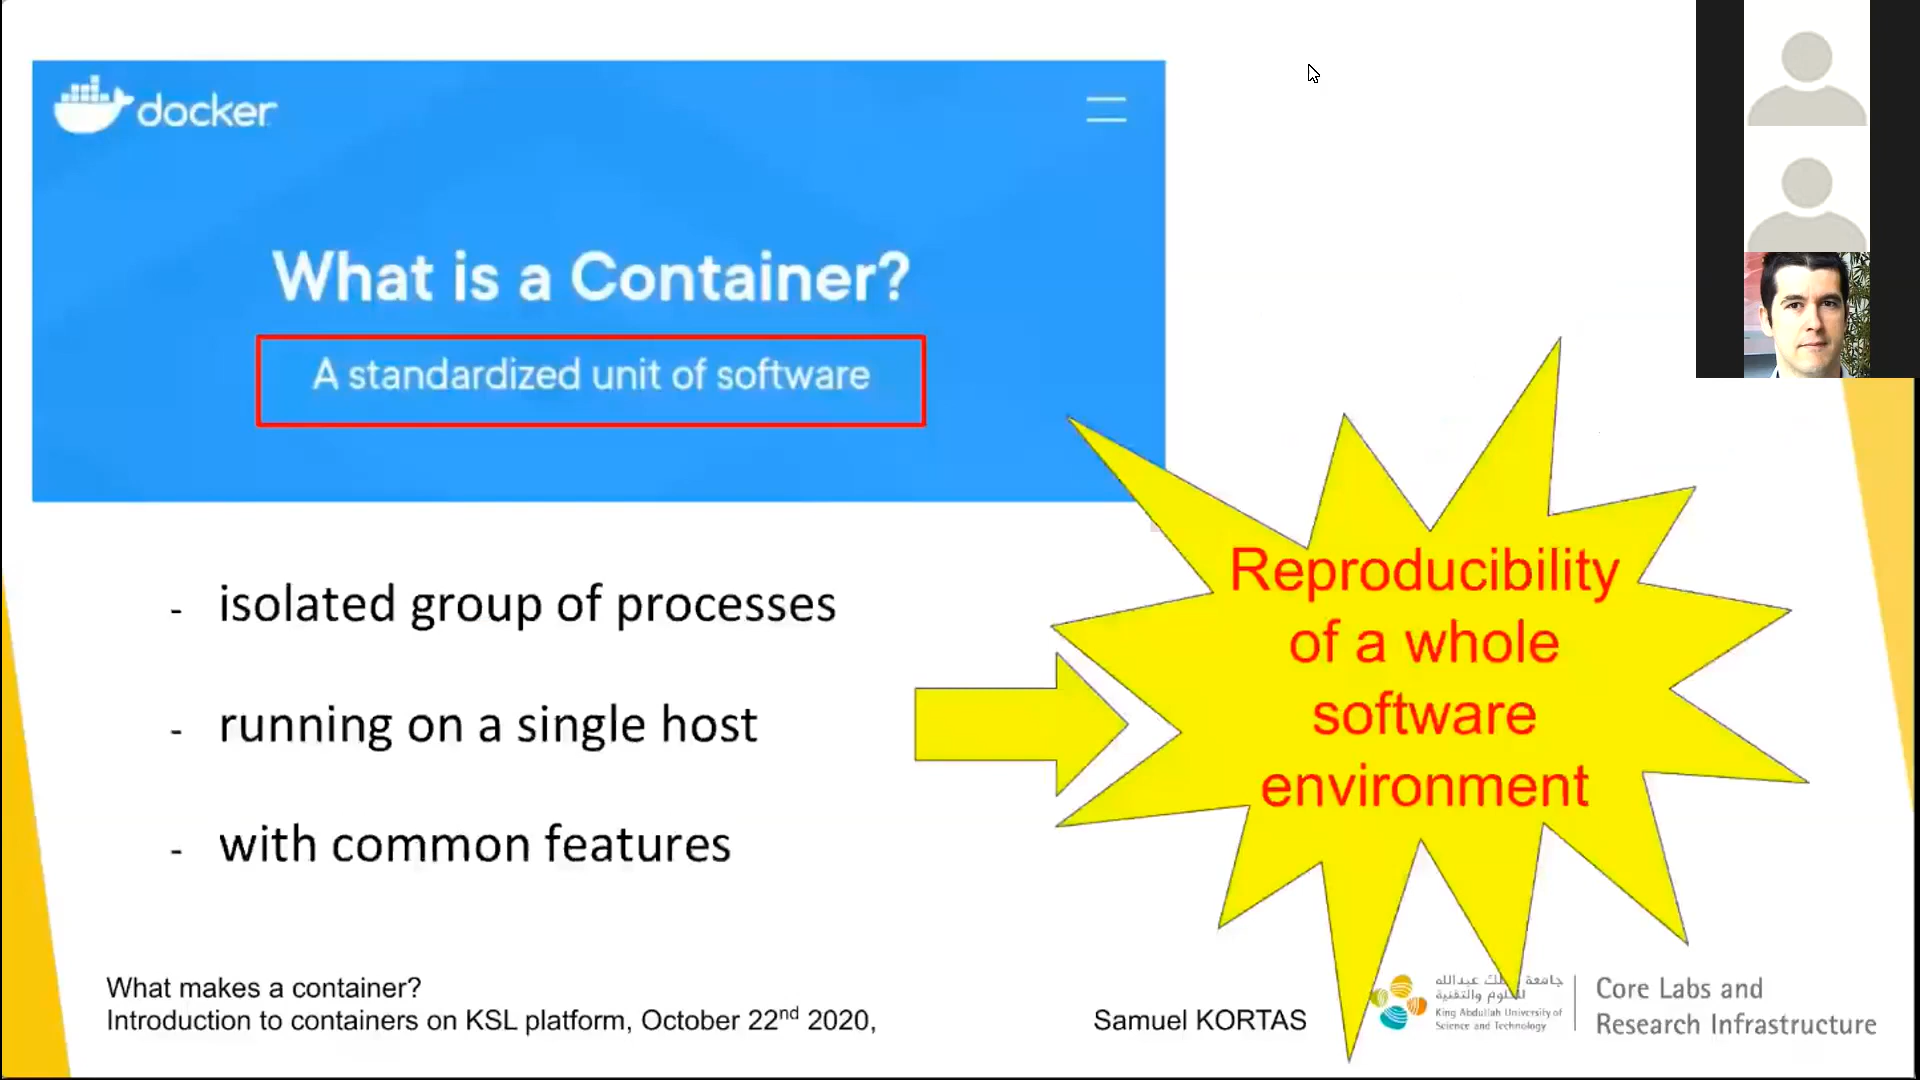 docker
What is a Container?
A standardized unit of software
- isolated group of processes
- running on a single host
- with common features
Reproducibility
of a whole
software
environment
What makes a container?
Introduction to containers on KSL platform, October 22nd 2020,
Samuel KORTAS
جامعة الملك عبدالله
للعلوم والتقنية
King Abdullah University of
Science and Technology
Core Labs and
Research Infrastructure